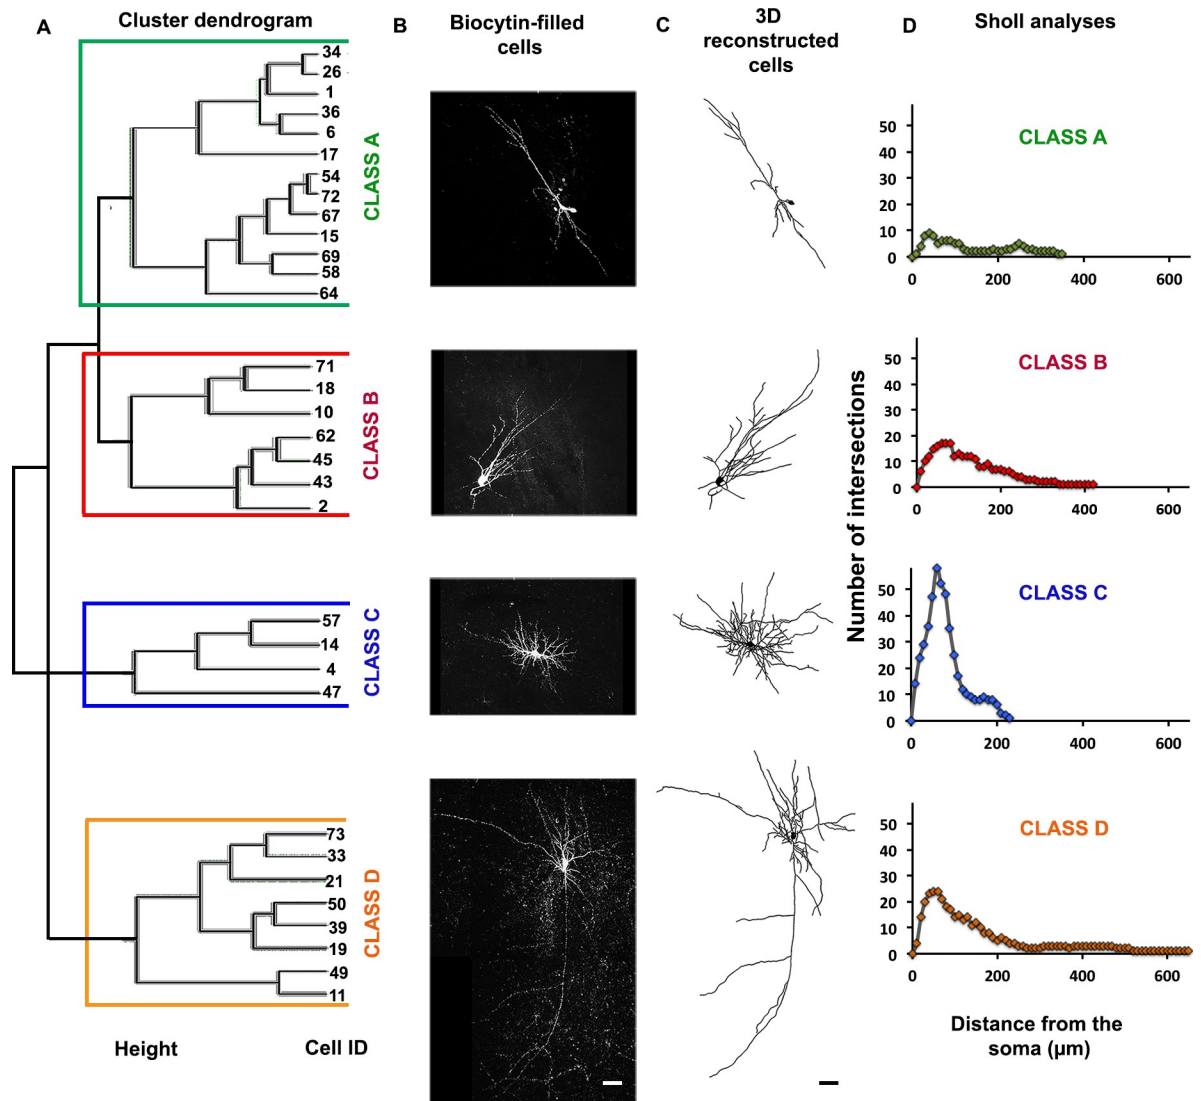 A
Cluster dendrogram
34
26
1
36
6
17
54
72
67
15
69
58
64
CLASS A
71
18
10
62
45
43
2
CLASS B
57
14
4
47
CLASS C
73
33
21
50
39
19
49
11
CLASS D
Height
Cell ID
B
Biocytin-filled
cells
C
3D
reconstructed
cells
D
Sholl analyses
Number of intersections
CLASS A
50
40
30
20
10
0
0 200 400 600
CLASS B
50
40
30
20
10
0
0 200 400 600
CLASS C
50
40
30
20
10
0
0 200 400 600
CLASS D
50
40
30
20
10
0
0 200 400 600
Distance from the
soma (µm)